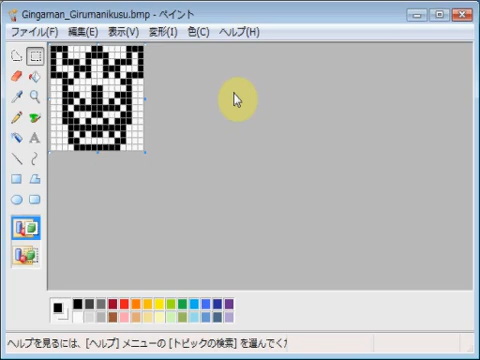 Gingaman_Girumanikusu.bmp - ペイント
ファイル(F) 編集(E) 表示(V) 変形(I) 色(C) ヘルプ(H)
A
ヘルプを見るには、[ヘルプ] メニューの [トピックの検索] を選んでくだ